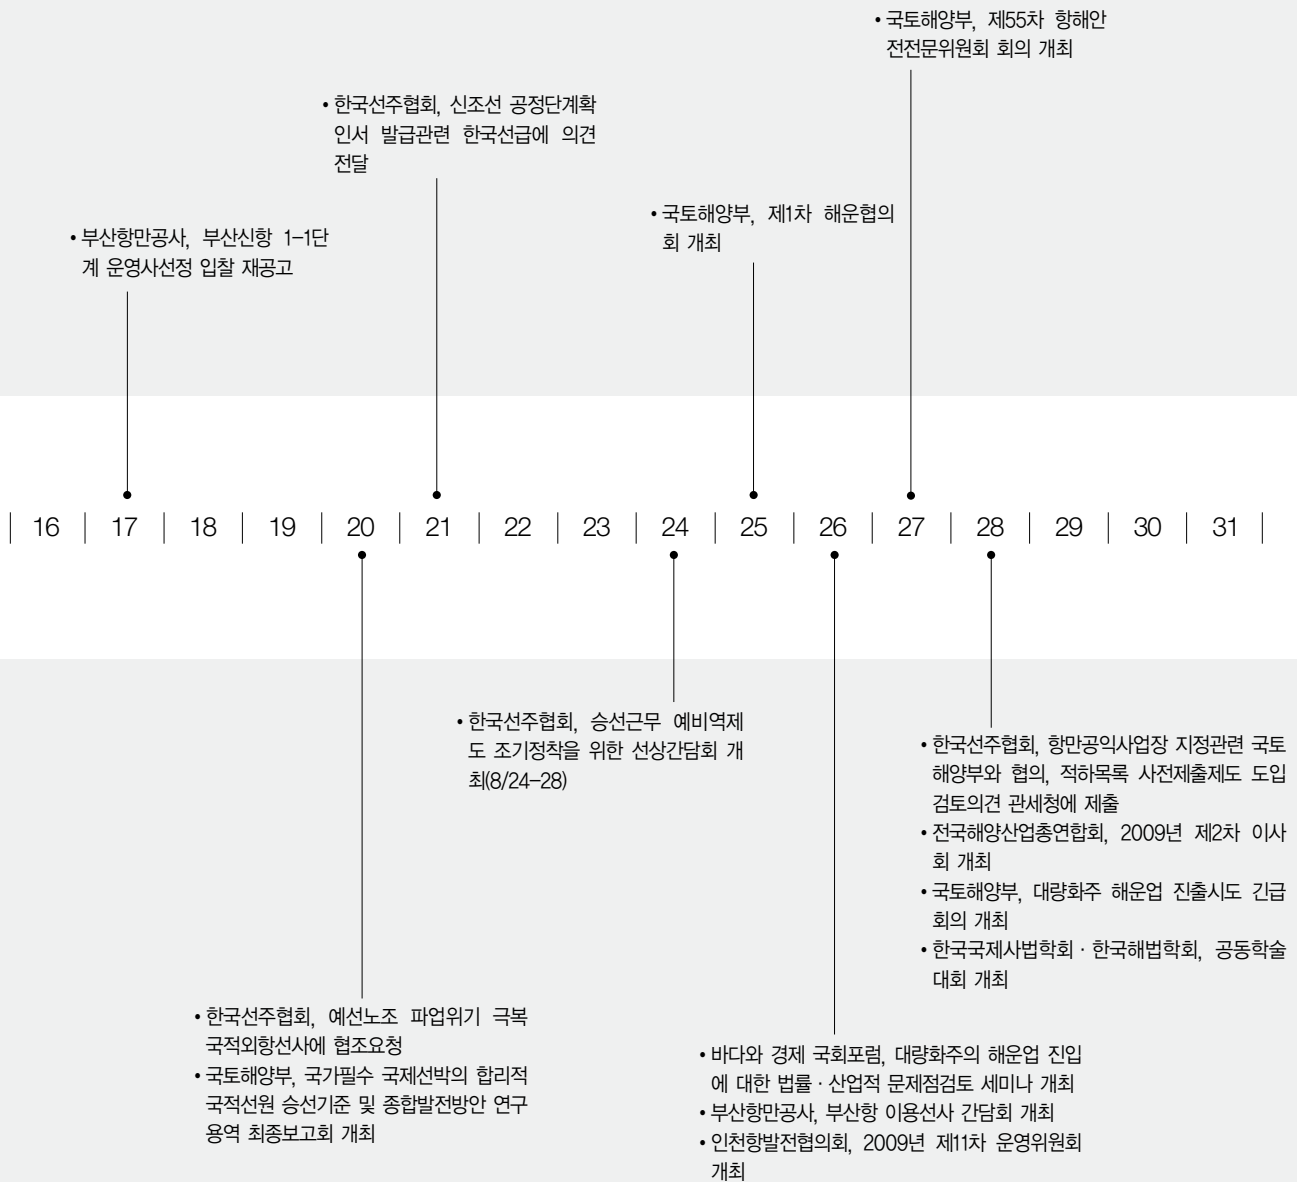 • 국토해양부, 제55차 항해안
전전문위원회 회의 개최
• 한국선주협회, 신조선 공정단계확
인서 발급관련 한국선급에 의견
전달
• 국토해양부, 제1차 해운협의
회 개최
• 부산항만공사, 부산신항 1-1단
계 운영사선정 입찰 재공고
16 17 18 19 20 21 22 23 24 25 26 27 28 29 30 31
• 한국선주협회, 승선근무 예비역제
도 조기정착을 위한 선상간담회 개
최(8/24-28)
• 한국선주협회, 항만공익사업장 지정관련 국토
해양부와 협의, 적하목록 사전제출제도 도입
검토의견 관세청에 제출
• 전국해양산업총연합회, 2009년 제2차 이사
회 개최
• 국토해양부, 대량화주 해운업 진출시도 긴급
회의 개최
• 한국국제사법학회 · 한국해법학회, 공동학술
대회 개최
• 한국선주협회, 예선노조 파업위기 극복
국적외항선사에 협조요청
• 국토해양부, 국가필수 국제선박의 합리적
국적선원 승선기준 및 종합발전방안 연구
용역 최종보고회 개최
• 바다와 경제 국회포럼, 대량화주의 해운업 진입
에 대한 법률 · 산업적 문제점검토 세미나 개최
• 부산항만공사, 부산항 이용선사 간담회 개최
• 인천항발전협의회, 2009년 제11차 운영위원회
개최